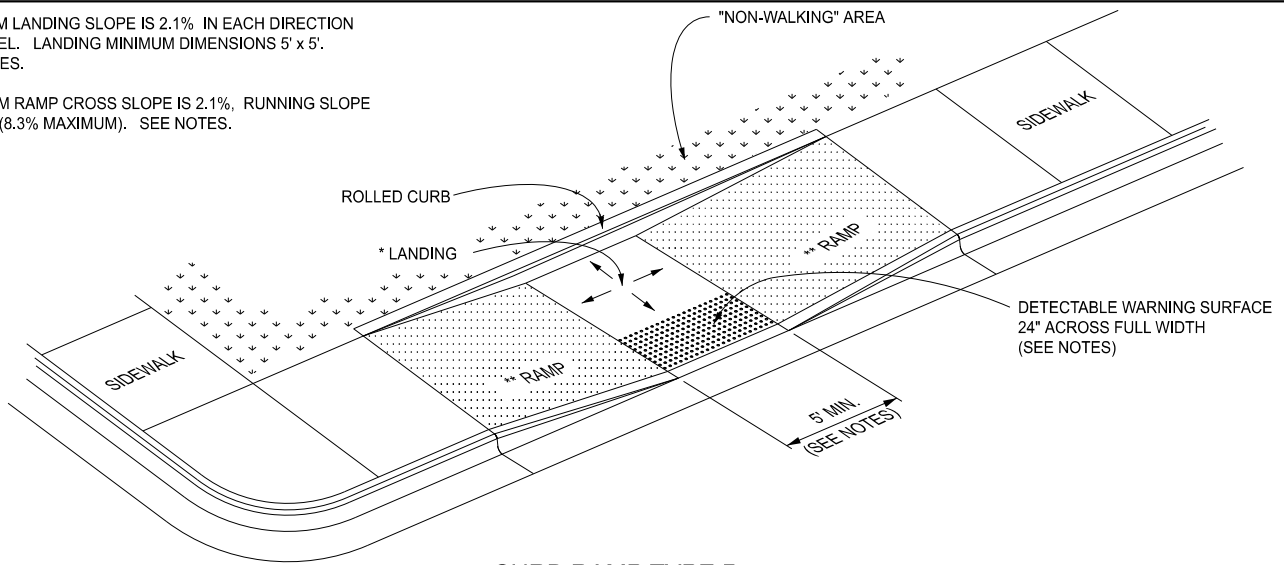 LANDING SLOPE IS 2.1% IN EACH DIRECTION
LANDING MINIMUM DIMENSIONS 5' x 5'.
RAMP CROSS SLOPE IS 2.1%, RUNNING SLOPE
(8.3% MAXIMUM). SEE NOTES.
"NON-WALKING" AREA
SIDEWALK
ROLLED CURB
** RAMP
* LANDING
DETECTABLE WARNING SURFACE
24" ACROSS FULL WIDTH
(SEE NOTES)
SIDEWALK
** RAMP
5' MIN.
(SEE NOTES)